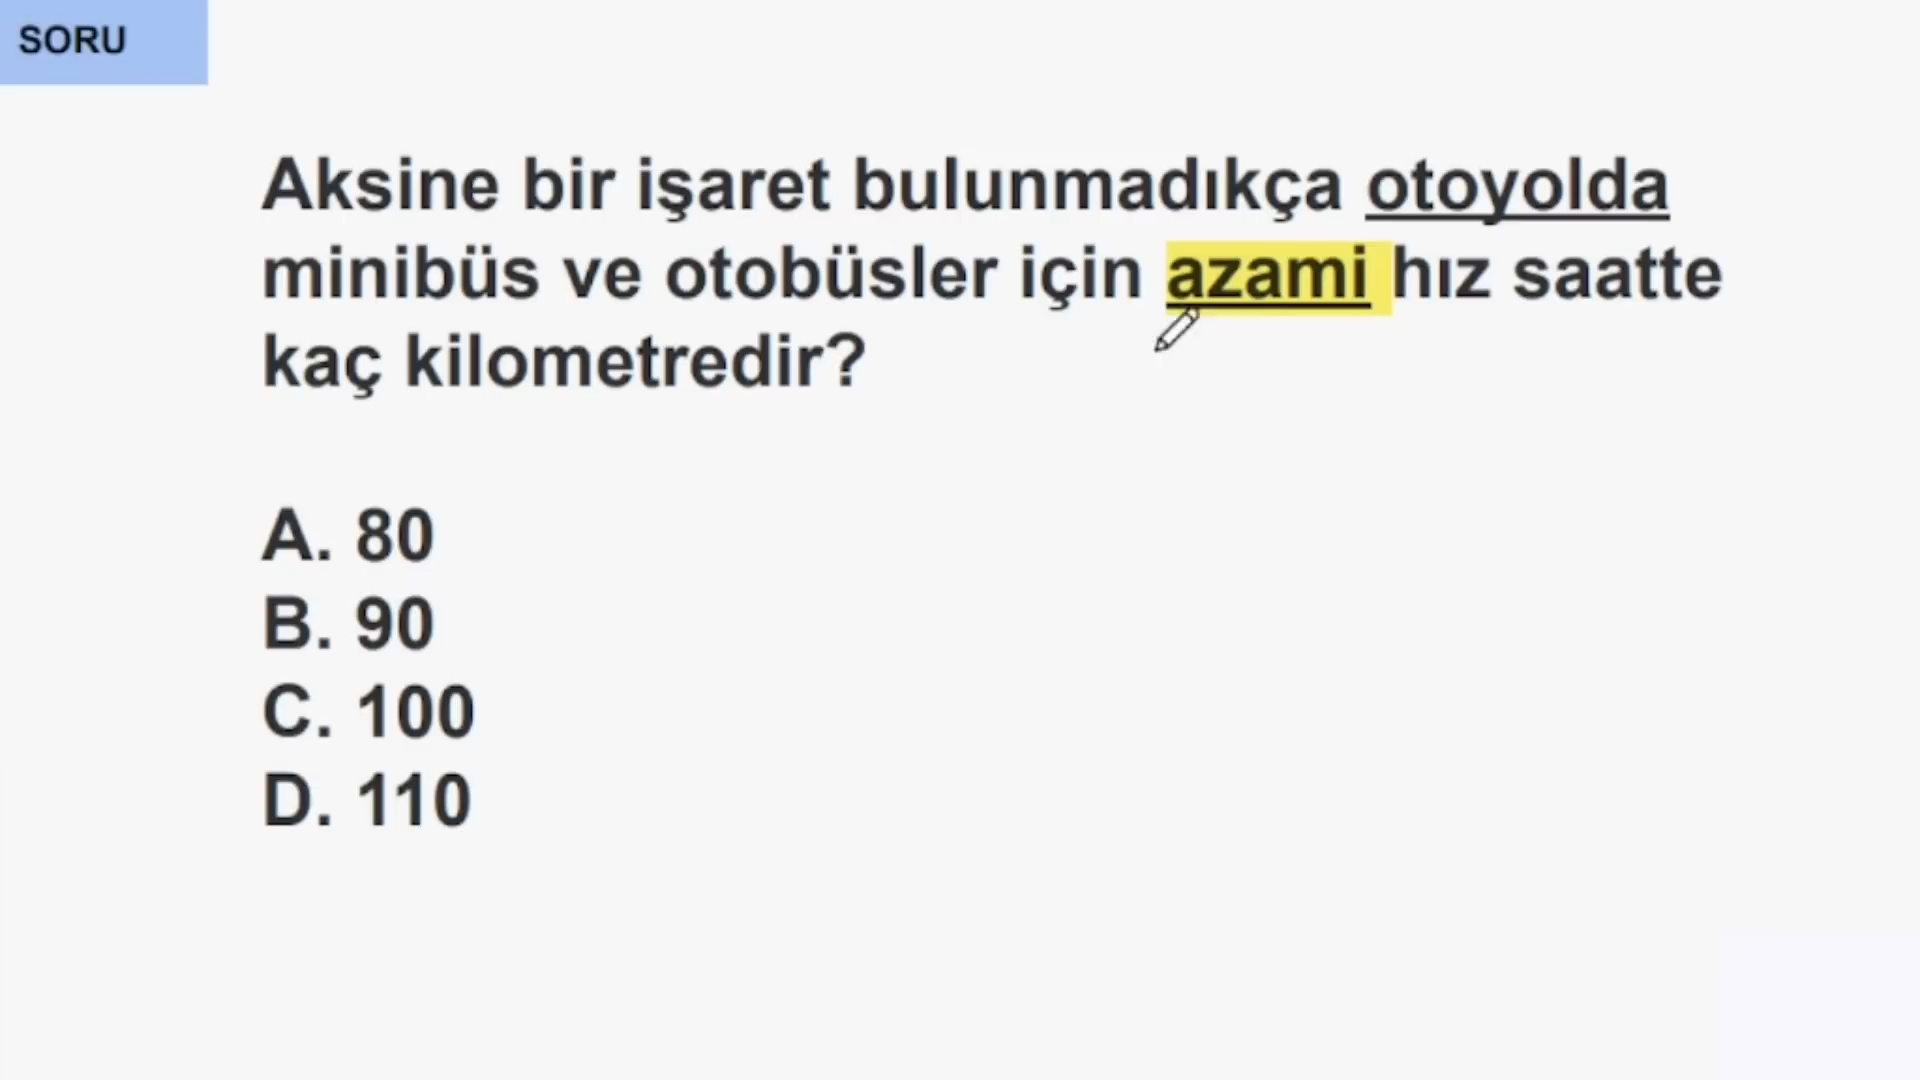 SORU
Aksine bir işaret bulunmadıkça otoyolda
minibüs ve otobüsler için azami hız saatte
kaç kilometredir?
A. 80
B. 90
C. 100
D. 110